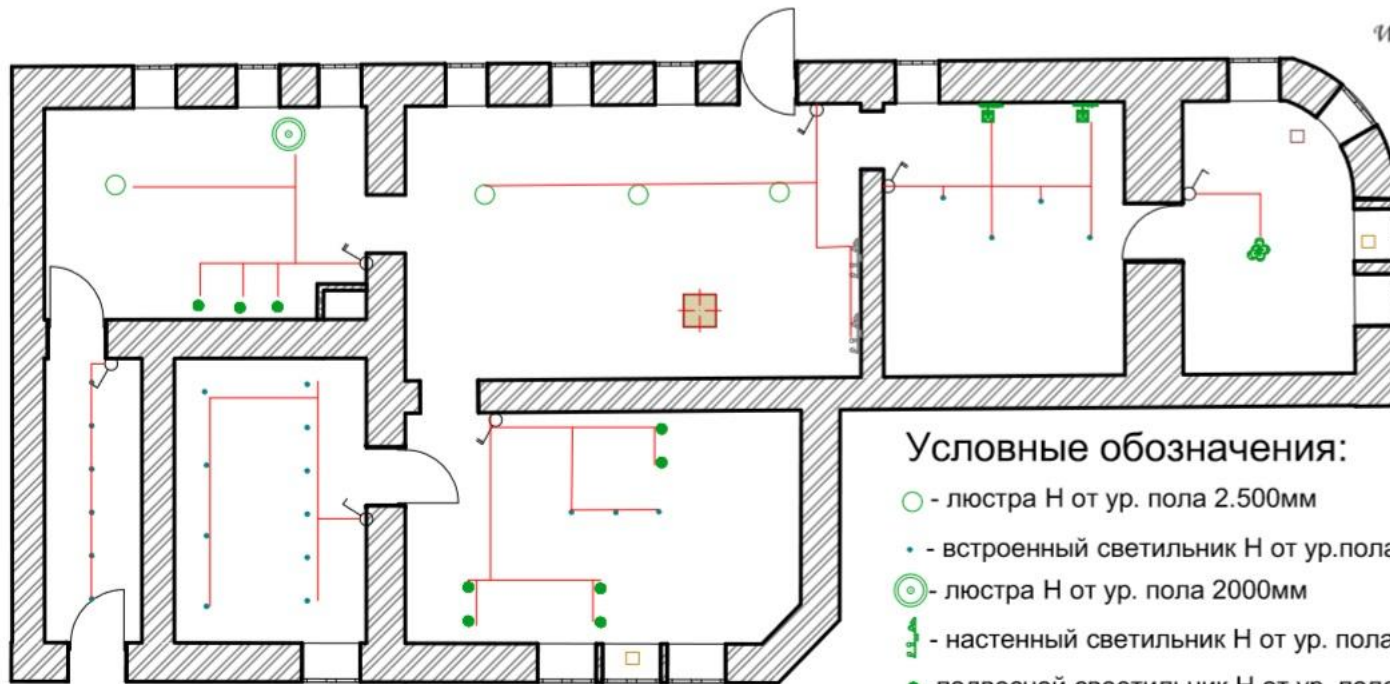 Условные обозначения:
- люстра Н от ур. пола 2.500мм
- встроенный светильник Н от ур.пола
- люстра Н от ур. пола 2000мм
- настенный светильник Н от ур. пола